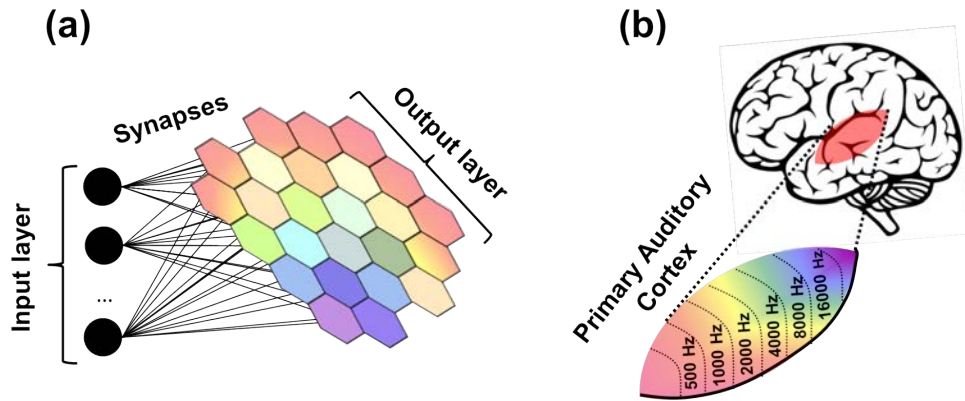 (a)
Synapses
Output layer
Input layer
...
(b)
Primary Auditory
Cortex
500 Hz
1000 Hz
2000 Hz
4000 Hz
8000 Hz
16000 Hz